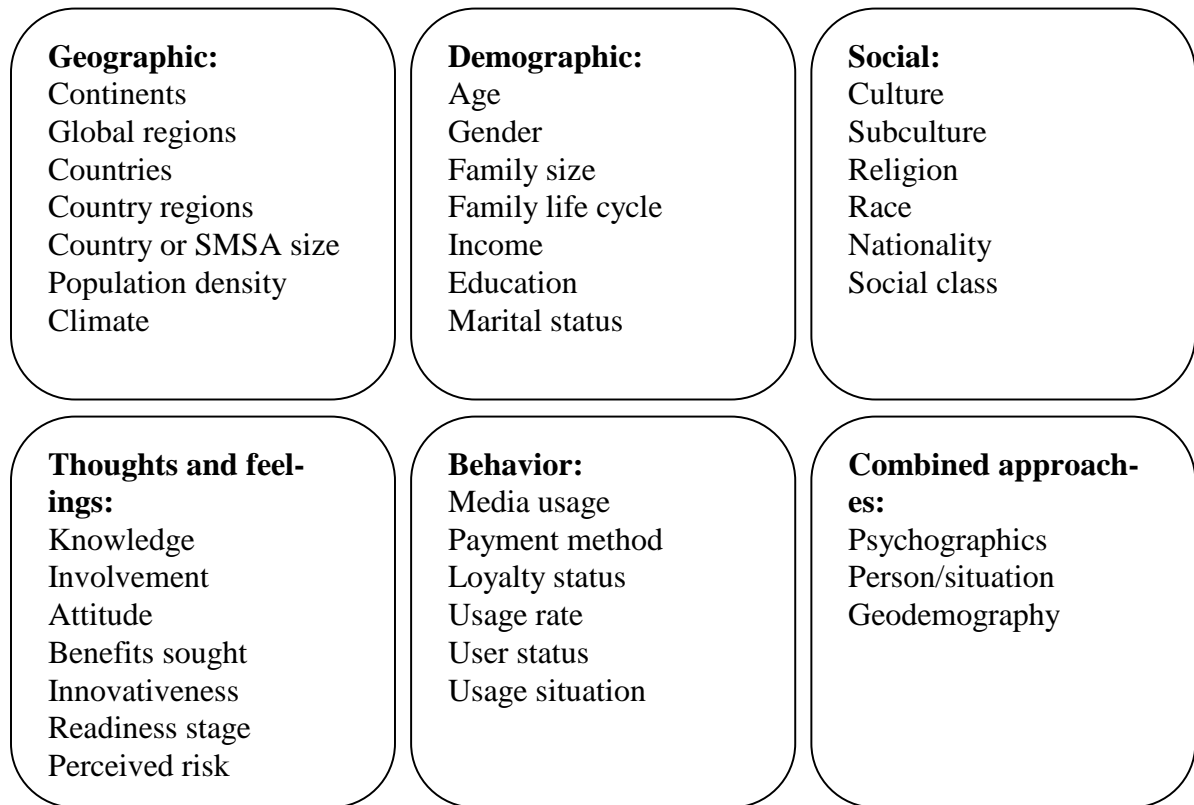 Geographic:
Continents
Global regions
Countries
Country regions
Country or SMSA size
Population density
Climate
Demographic:
Age
Gender
Family size
Family life cycle
Income
Education
Marital status
Social:
Culture
Subculture
Religion
Race
Nationality
Social class
Thoughts and feel-
ings:
Knowledge
Involvement
Attitude
Benefits sought
Innovativeness
Readiness stage
Perceived risk
Behavior:
Media usage
Payment method
Loyalty status
Usage rate
User status
Usage situation
Combined approach-
es:
Psychographics
Person/situation
Geodemography